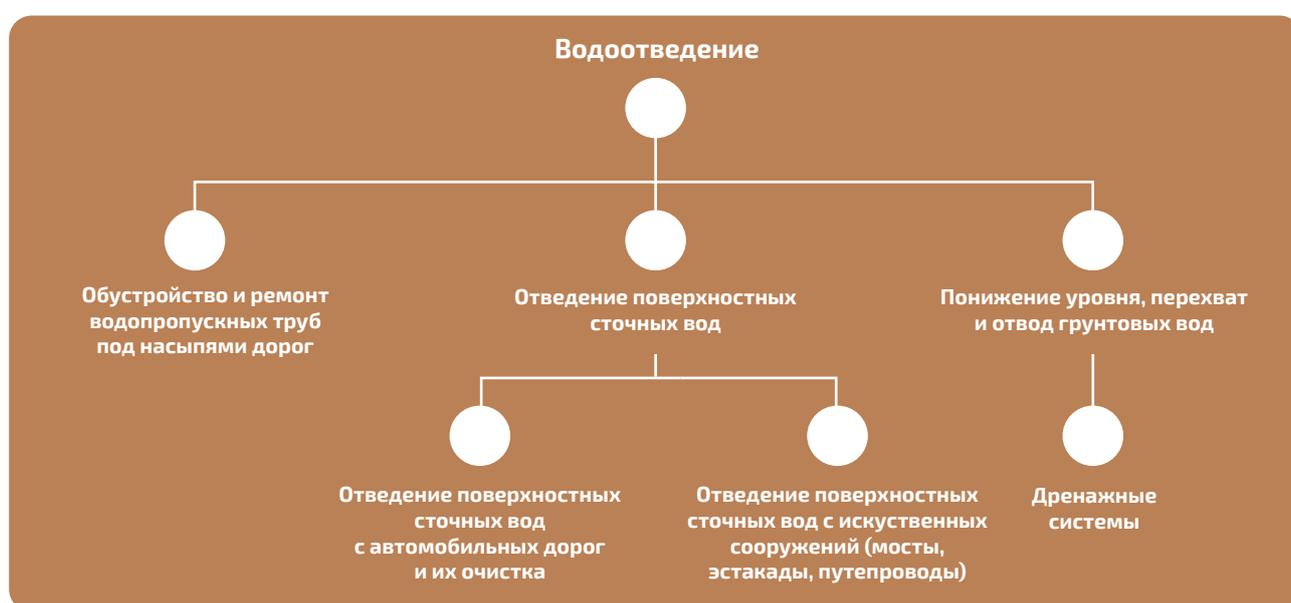 Водоотведение
Обустройство и ремонт
водопропускных труб
под насыпями дорог
Отведение поверхностных
сточных вод
Понижение уровня, перехват
и отвод грунтовых вод
Отведение поверхностных
сточных вод
с автомобильных дорог
и их очистка
Отведение поверхностных
сточных вод с искуственных
сооружений (мосты,
эстакады, путепроводы)
Дренажные
системы